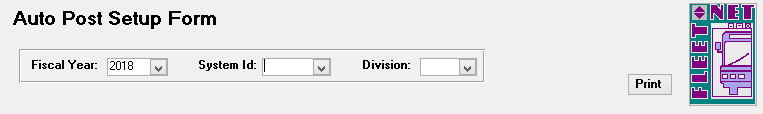 Auto Post Setup Form
Fiscal Year: 2018 System Id: Division:
Print
FLEET NET